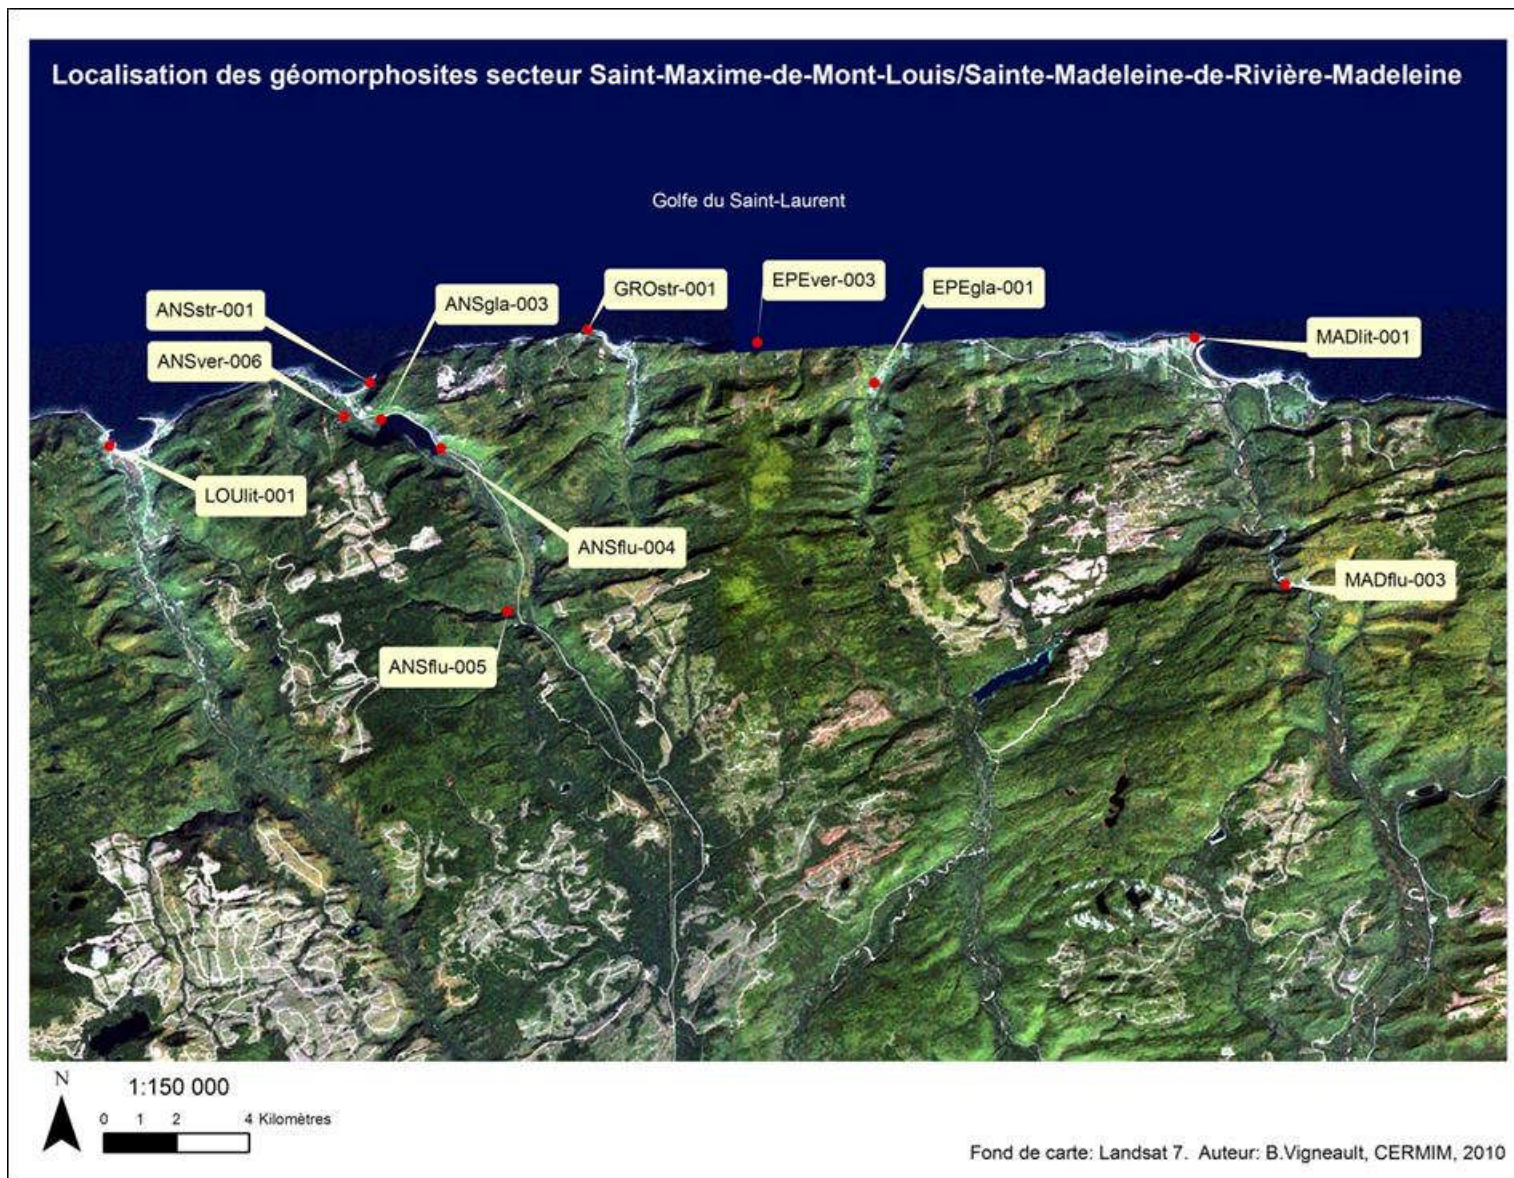 Localisation des géomorphosites secteur Saint-Maxime-de-Mont-Louis/Sainte-Madeleine-de-Rivière-Madeleine
Golfe du Saint-Laurent
EPEver-003
GROstr-001
EPEgla-001
ANSstr-001
ANSgla-003
MADlit-001
ANSver-006
LOUlit-001
ANSflu-004
MADflu-003
ANSflu-005
N
1:150 000
0 1 2 4 Kilomètres
Fond de carte: Landsat 7. Auteur: B.Vigneault, CERMIM, 2010